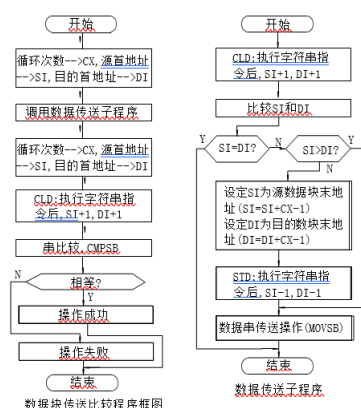 开始
循环次数-->CX,源首地址
-->SI,目的首地址-->DI
调用数据传送子程序
循环次数-->CX,源首地址
-->SI,目的首地址-->DI
CLD:执行字符串指
令后,SI+1,DI+1
串比较,CMPSB
N
相等?
Y
操作成功
操作失败
结束
数据块传送比较程序框图
开始
CLD:执行字符串指
令后,SI+1,DI+1
比较SI和DI
Y
SI=DI?
N
SI>DI?
Y
N
设定SI为源数据块末地
址(SI=SI+CX-1)
设定DI为目的数块末地
址(DI=DI+CX-1)
STD:执行字符串指
令后,SI-1,DI-1
数据串传送操作(MOVSB)
结束
数据传送子程序